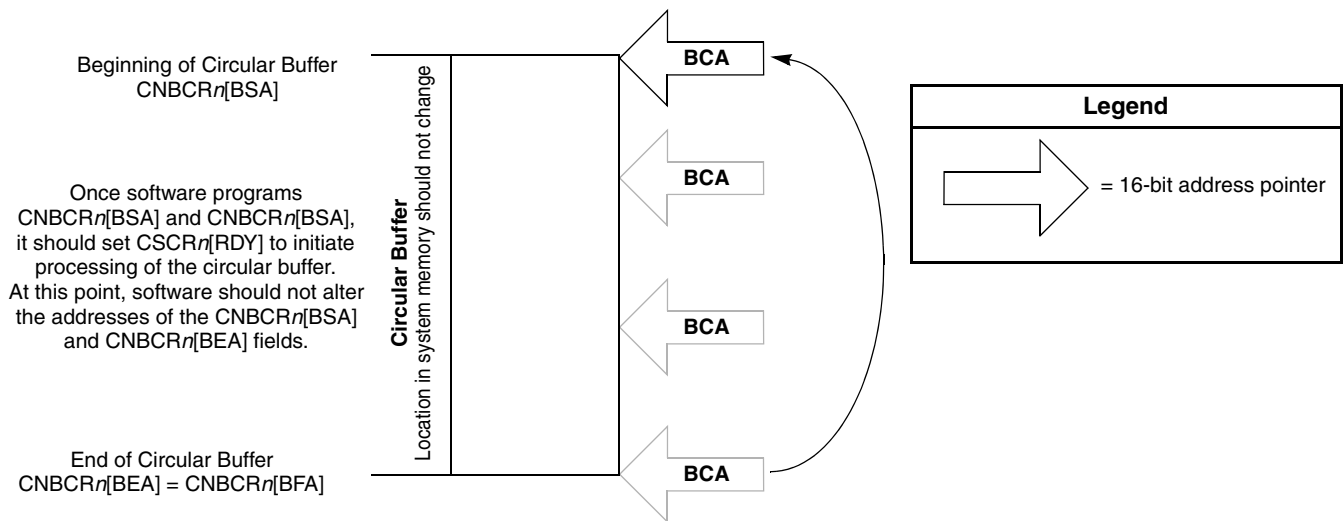 Beginning of Circular Buffer
CNBCRn[BSA]
Once software programs
CNBCRn[BSA] and CNBCRn[BSA],
it should set CSCRn[RDY] to initiate
processing of the circular buffer.
At this point, software should not alter
the addresses of the CNBCRn[BSA]
and CNBCRn[BEA] fields.
End of Circular Buffer
CNBCRn[BEA] = CNBCRn[BFA]
Circular Buffer
Location in system memory should not change
BCA
BCA
BCA
BCA
Legend
= 16-bit address pointer